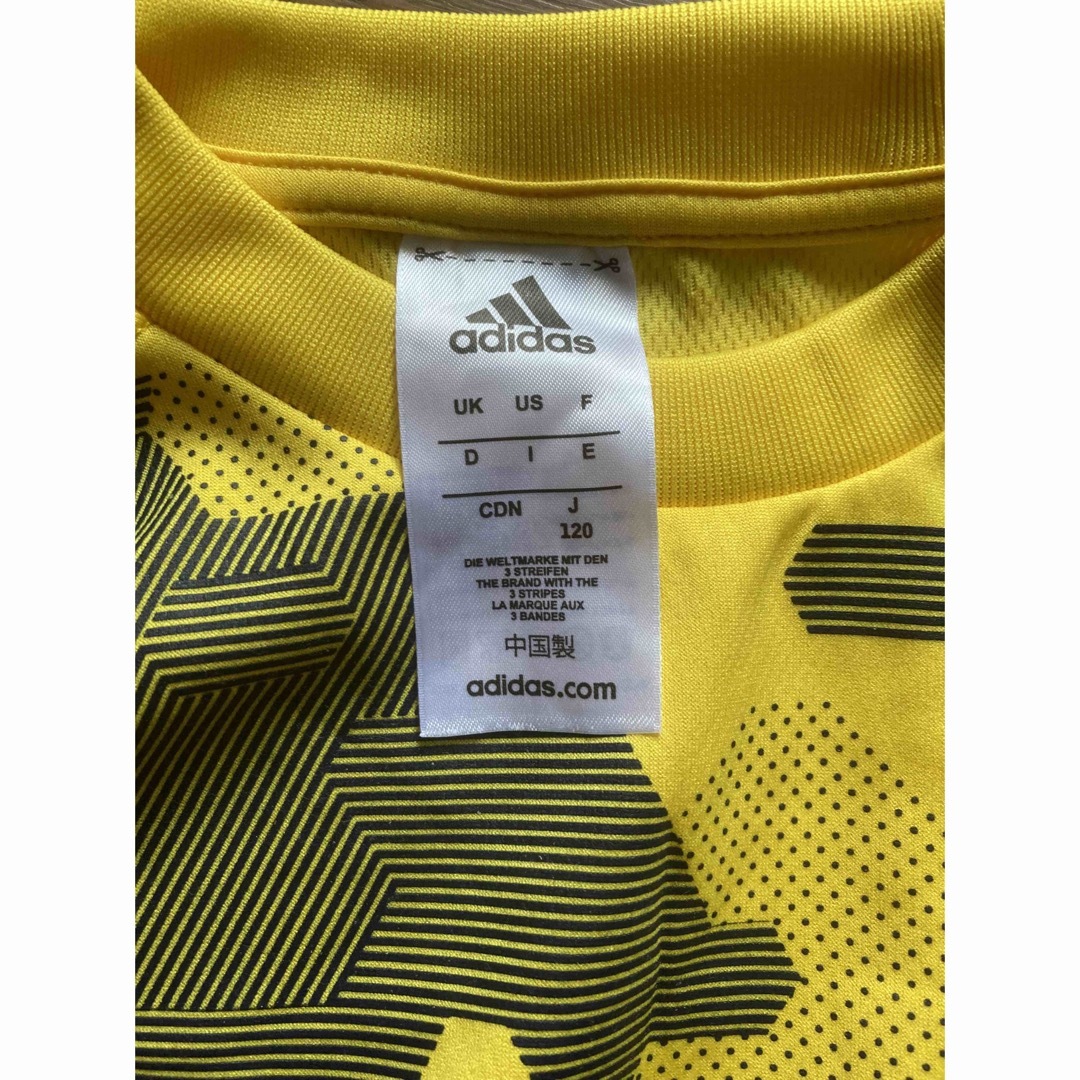 adidas
UK US F
D I E
CDN J
120
DIE WELTMARKE MIT DEN
3 STREIFEN
THE BRAND WITH THE
3 STRIPES
LA MARQUE AUX
3 BANDES
中国製
adidas.com